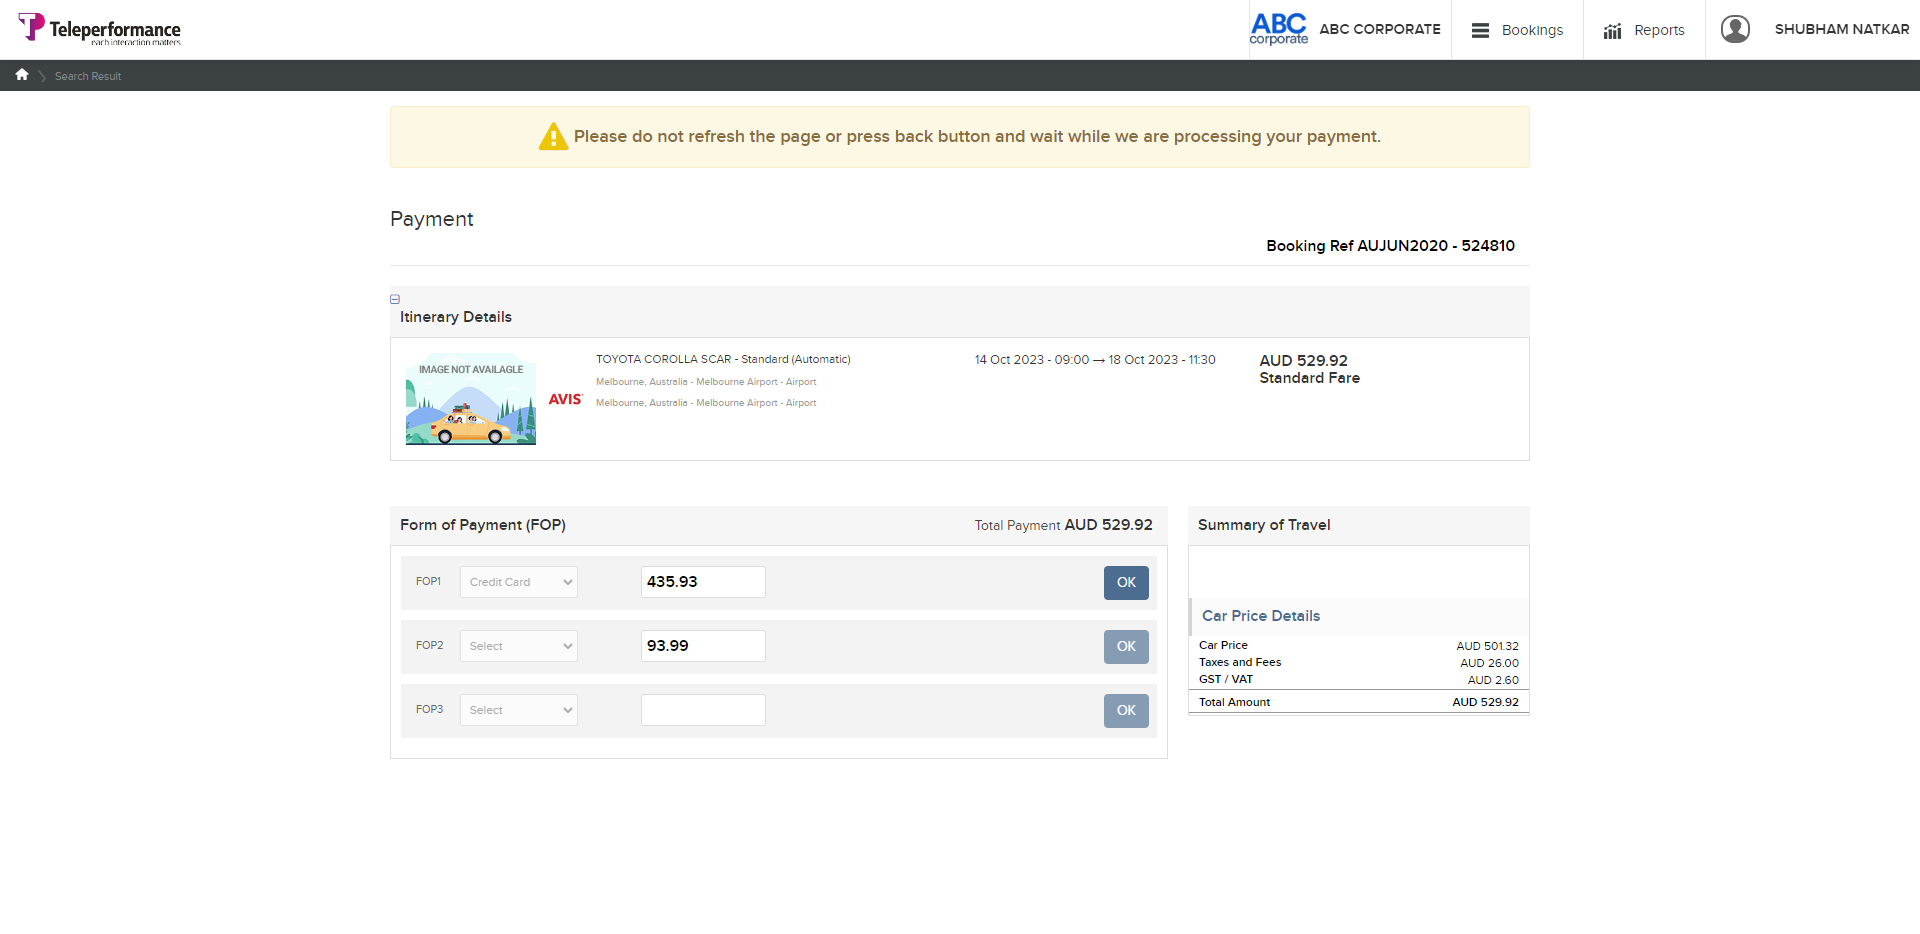 Teleperformance
each interaction matters
ABC
corporate
ABC CORPORATE
Bookings
Reports
SHUBHAM NATKAR
Search Result
Please do not refresh the page or press back button and wait while we are processing your payment.
Payment
Booking Ref AUJUN2020 - 524810
Itinerary Details
IMAGE NOT AVAILAGLE
AVIS
TOYOTA COROLLA SCAR - Standard (Automatic)
Melbourne, Australia - Melbourne Airport - Airport
Melbourne, Australia - Melbourne Airport - Airport
14 Oct 2023 - 09:00 → 18 Oct 2023 - 11:30
AUD 529.92
Standard Fare
Form of Payment (FOP)
Total Payment AUD 529.92
FOP1 Credit Card 435.93 OK
FOP2 Select 93.99 OK
FOP3 Select OK
Summary of Travel
Car Price Details
Car Price AUD 501.32
Taxes and Fees AUD 26.00
GST / VAT AUD 2.60
Total Amount AUD 529.92